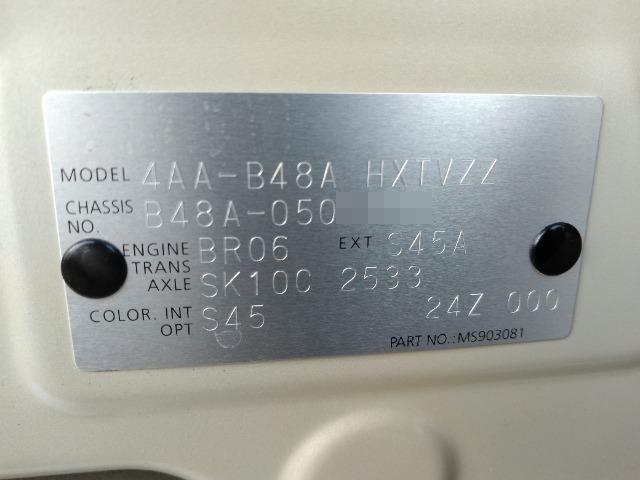 MODEL 4AA-B48A HXTVZZ
CHASSIS NO. B48A-050
ENGINE BR06 EXT S45A
TRANS AXLE SK10C 2533
COLOR. INT S45 24Z 000
OPT
PART NO.:MS903081